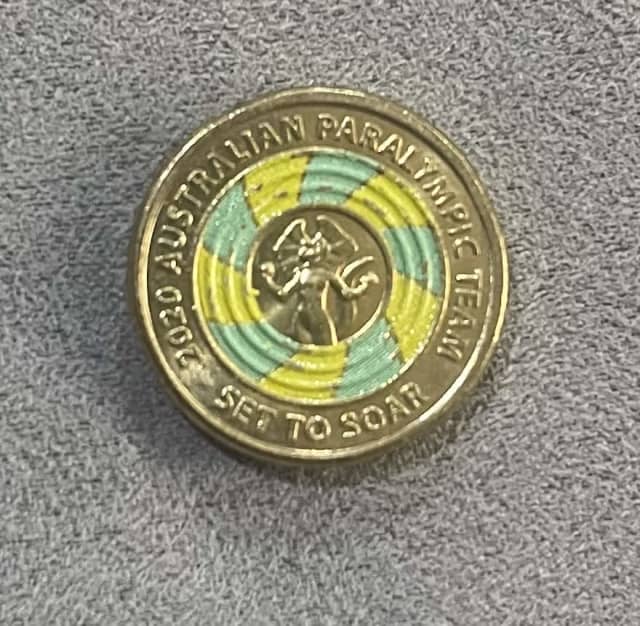 2020 AUSTRALIAN PARALYMPIC TEAM
SET TO SOAR